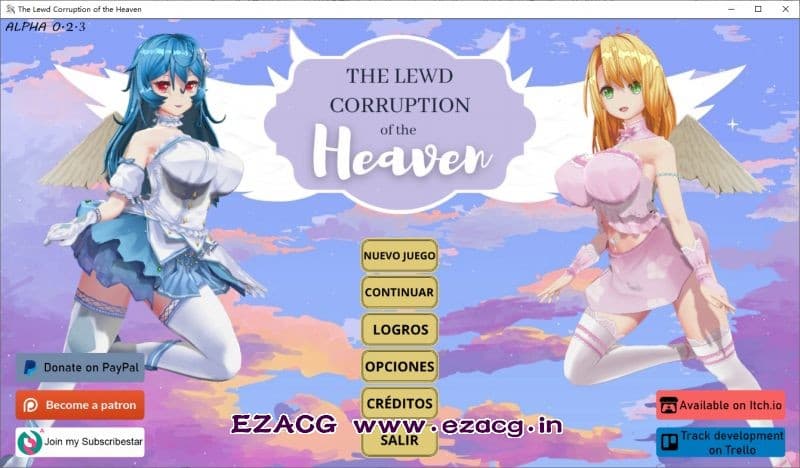 The Lewd Corruption of the Heaven
ALPHA 0.2.3
THE LEWD
CORRUPTION
of the
Heaven
NUEVO JUEGO
CONTINUAR
LOGROS
OPCIONES
CRÉDITOS
SALIR
Donate on PayPal
Become a patron
Join my Subscribestar
EZACG www.ezacg.in
Available on Itch.io
Track development
on Trello